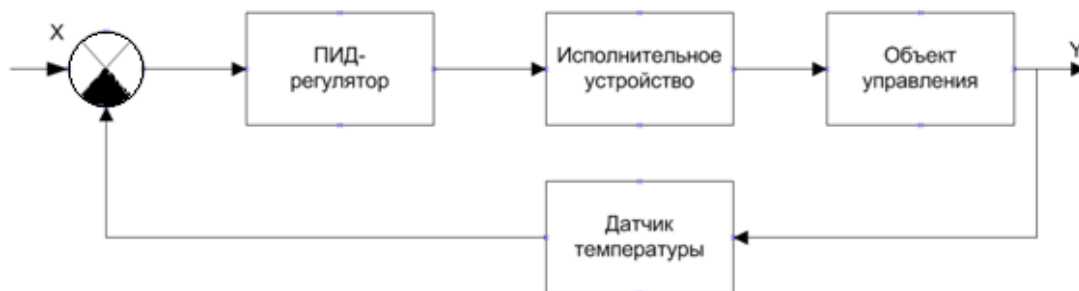 X
ПИД-
регулятор
Исполнительное
устройство
Объект
управления
Y
Датчик
температуры